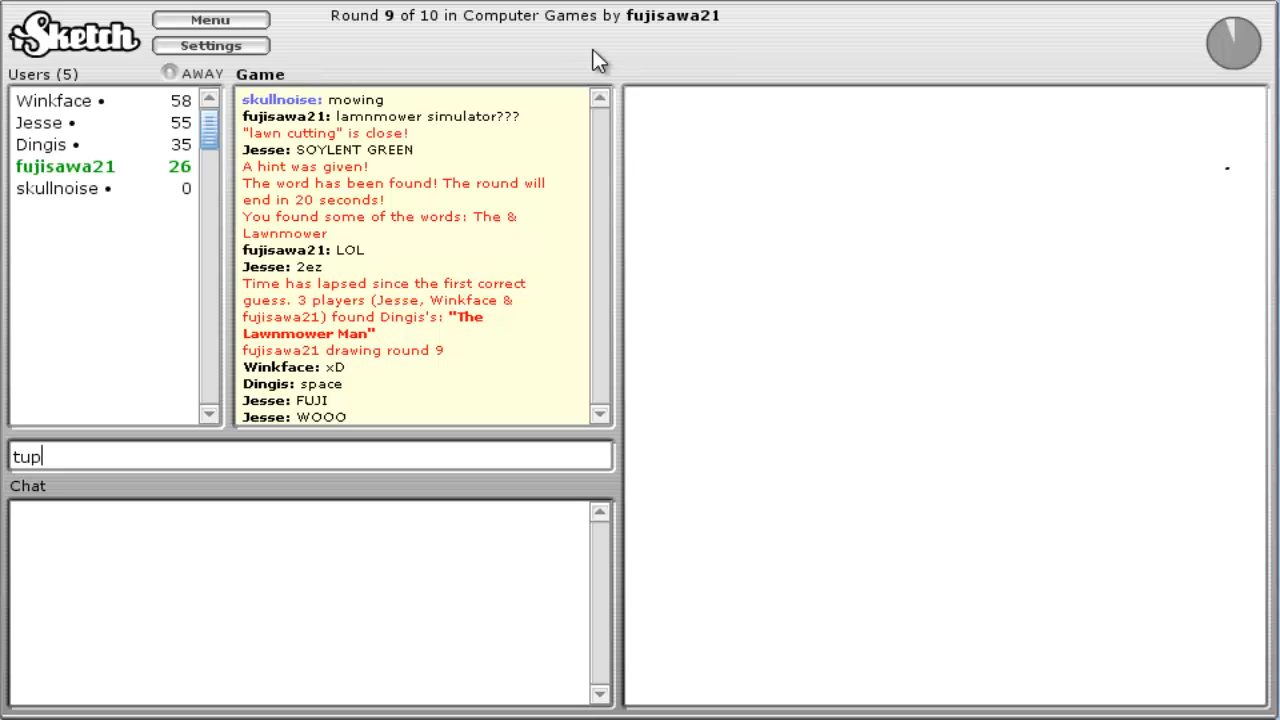 iSketch
Menu
Settings
Round 9 of 10 in Computer Games by fujisawa21
Users (5)
AWAY
Game
Winkface • 58
Jesse • 55
Dingis • 35
fujisawa21 26
skullnoise • 0
skullnoise: mowing
fujisawa21: lamnmower simulator???
"lawn cutting" is close!
Jesse: SOYLENT GREEN
A hint was given!
The word has been found! The round will
end in 20 seconds!
You found some of the words: The &
Lawnmower
fujisawa21: LOL
Jesse: 2ez
Time has lapsed since the first correct
guess. 3 players (Jesse, Winkface &
fujisawa21) found Dingis's: "The
Lawnmower Man"
fujisawa21 drawing round 9
Winkface: xD
Dingis: space
Jesse: FUJI
Jesse: WOOO
tup
Chat